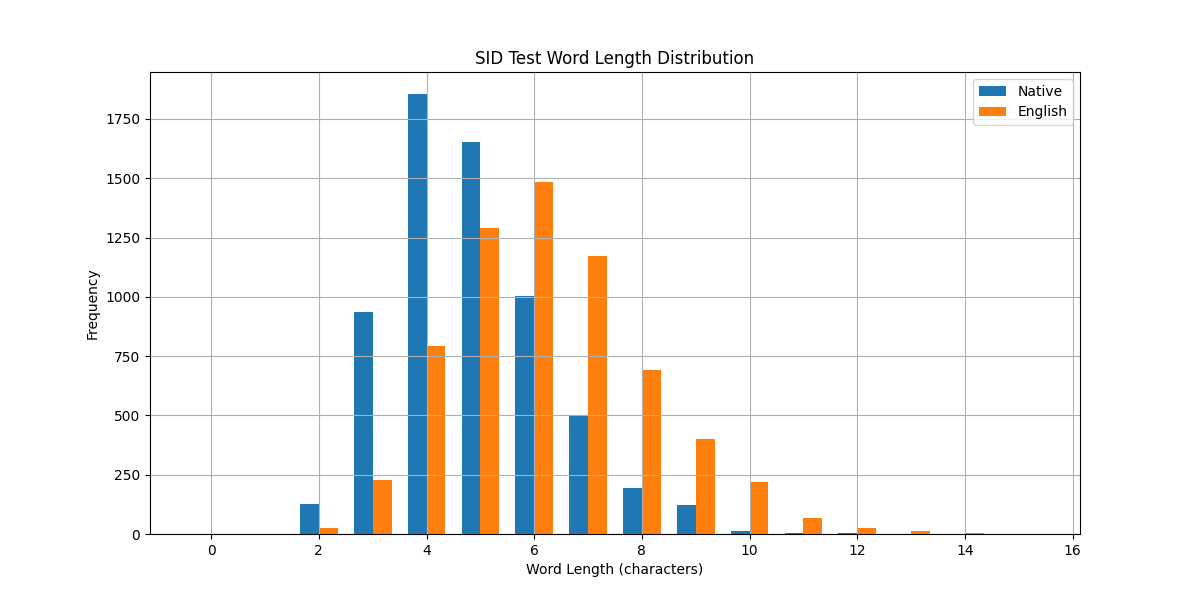 SID Test Word Length Distribution
Native
English
1750
1500
1250
1000
750
500
250
0
Frequency
0 2 4 6 8 10 12 14 16
Word Length (characters)